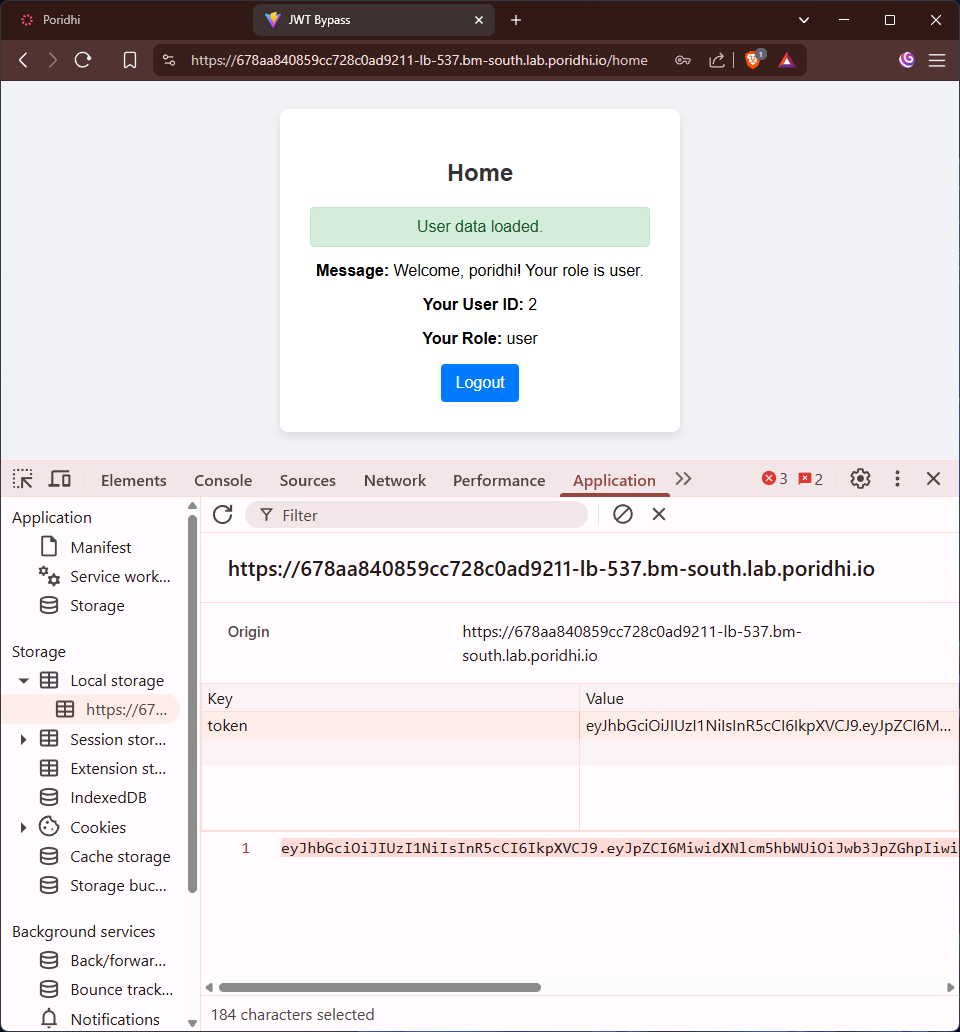 Poridhi
JWT Bypass
https://678aa840859cc728c0ad9211-lb-537.bm-south.lab.poridhi.io/home
1
Home
User data loaded.
Message: Welcome, poridhi! Your role is user.
Your User ID: 2
Your Role: user
Logout
Elements Console Sources Network Performance Application 3 2
Application
Manifest
Service work...
Storage
Storage
Local storage
https://67...
Session stor...
Extension st...
IndexedDB
Cookies
Cache storage
Storage buc...
Background services
Back/forwar...
Bounce track...
Notifications
Filter
https://678aa840859cc728c0ad9211-lb-537.bm-south.lab.poridhi.io
Origin
https://678aa840859cc728c0ad9211-lb-537.bm-
south.lab.poridhi.io
Key Value
token eyJhbGciOiJIUzI1NiIsInR5cCI6IkpXVCJ9.eyJpZCI6M...
1 eyJhbGciOiJIUzI1NiIsInR5cCI6IkpXVCJ9.eyJpZCI6MiwidXNlcm5hbWUiOiJwb3JpZGhpIiwi
184 characters selected